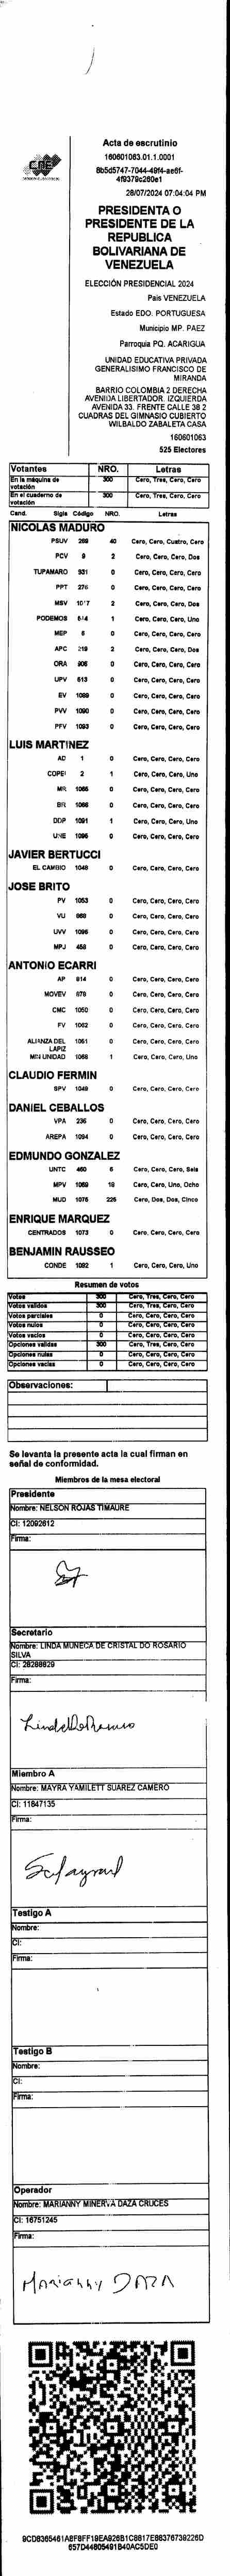 Acta de escrutinio
160601063.01.1.0001
8b5d5747-7044-49f4-ae6f-
4f9379c260e1
28/07/2024 07:04:04 PM
CNE
PRESIDENTA O
PRESIDENTE DE LA
REPUBLICA
BOLIVARIANA DE
VENEZUELA
ELECCIÓN PRESIDENCIAL 2024
Pais VENEZUELA
Estado EDO. PORTUGUESA
Municipio MP. PAEZ
Parroquia PQ. ACARIGUA
UNIDAD EDUCATIVA PRIVADA
GENERALISIMO FRANCISCO DE
MIRANDA
BARRIO COLOMBIA 2 DERECHA
AVENIDA LIBERTADOR. IZQUIERDA
AVENIDA 33. FRENTE CALLE 38 2
CUADRAS DEL GIMNASIO CUBIERTO
WILBALDO ZABALETA CASA
160601063
525 Electores
Votantes NRO. Letras
En la máquina de votación 300 Cero, Tres, Cero, Cero
En el cuaderno de votación 300 Cero, Tres, Cero, Cero
Cand. Sigla Código NRO. Letras
NICOLAS MADURO
PSUV 269 40 Cero, Cero, Cuatro, Cero
PCV 9 2 Cero, Cero, Cero, Dos
TUPAMARO 931 0 Cero, Cero, Cero, Cero
PPT 276 0 Cero, Cero, Cero, Cero
MSV 1017 2 Cero, Cero, Cero, Dos
PODEMOS 644 1 Cero, Cero, Cero, Uno
MEP 6 0 Cero, Cero, Cero, Cero
APC 219 2 Cero, Cero, Cero, Dos
ORA 906 0 Cero, Cero, Cero, Cero
UPV 613 0 Cero, Cero, Cero, Cero
EV 1089 0 Cero, Cero, Cero, Cero
PVV 1090 0 Cero, Cero, Cero, Cero
PFV 1093 0 Cero, Cero, Cero, Cero
LUIS MARTINEZ
AD 1 0 Cero, Cero, Cero, Cero
COPEI 2 1 Cero, Cero, Cero, Uno
MR 1065 0 Cero, Cero, Cero, Cero
BR 1066 0 Cero, Cero, Cero, Cero
DDP 1091 1 Cero, Cero, Cero, Uno
UNE 1095 0 Cero, Cero, Cero, Cero
JAVIER BERTUCCI
EL CAMBIO 1048 0 Cero, Cero, Cero, Cero
JOSE BRITO
PV 1053 0 Cero, Cero, Cero, Cero
VU 969 0 Cero, Cero, Cero, Cero
UVV 1096 0 Cero, Cero, Cero, Cero
MPJ 458 0 Cero, Cero, Cero, Cero
ANTONIO ECARRI
AP 914 0 Cero, Cero, Cero, Cero
MOVEV 979 0 Cero, Cero, Cero, Cero
CMC 1050 0 Cero, Cero, Cero, Cero
FV 1062 0 Cero, Cero, Cero, Cero
ALIANZA DEL LAPIZ 1061 0 Cero, Cero, Cero, Cero
MIN UNIDAD 1068 1 Cero, Cero, Cero, Uno
CLAUDIO FERMIN
SPV 1049 0 Cero, Cero, Cero, Cero
DANIEL CEBALLOS
VPA 236 0 Cero, Cero, Cero, Cero
AREPA 1094 0 Cero, Cero, Cero, Cero
EDMUNDO GONZALEZ
UNTC 460 6 Cero, Cero, Cero, Seis
MPV 1069 18 Cero, Cero, Uno, Ocho
MUD 1076 225 Cero, Dos, Dos, Cinco
ENRIQUE MARQUEZ
CENTRADOS 1073 0 Cero, Cero, Cero, Cero
BENJAMIN RAUSSEO
CONDE 1092 1 Cero, Cero, Cero, Uno
Resumen de votos
Votos 300 Cero, Tres, Cero, Cero
Votos validos 300 Cero, Tres, Cero, Cero
Votos parciales 0 Cero, Cero, Cero, Cero
Votos nulos 0 Cero, Cero, Cero, Cero
Votos vacios 0 Cero, Cero, Cero, Cero
Opciones validas 300 Cero, Tres, Cero, Cero
Opciones nulas 0 Cero, Cero, Cero, Cero
Opciones vacias 0 Cero, Cero, Cero, Cero
Observaciones:
Se levanta la presente acta la cual firman en
señal de conformidad.
Miembros de la mesa electoral
Presidente
Nombre: NELSON ROJAS TIMAURE
CI: 12092612
Firma:
Secretario
Nombre: LINDA MUNECA DE CRISTAL DO ROSARIO
SILVA
CI: 28288829
Firma:
Miembro A
Nombre: MAYRA YAMILETT SUAREZ CAMERO
CI: 11847135
Firma:
Testigo A
Nombre:
CI:
Firma:
Testigo B
Nombre:
CI:
Firma:
Operador
Nombre: MARIANNY MINERVA DAZA CRUCES
CI: 16751245
Firma:
Marianny DAZA
9CD8365461A8F8FF19EA926B1C8817E88376739226D
657D44805491B40AC5DE0